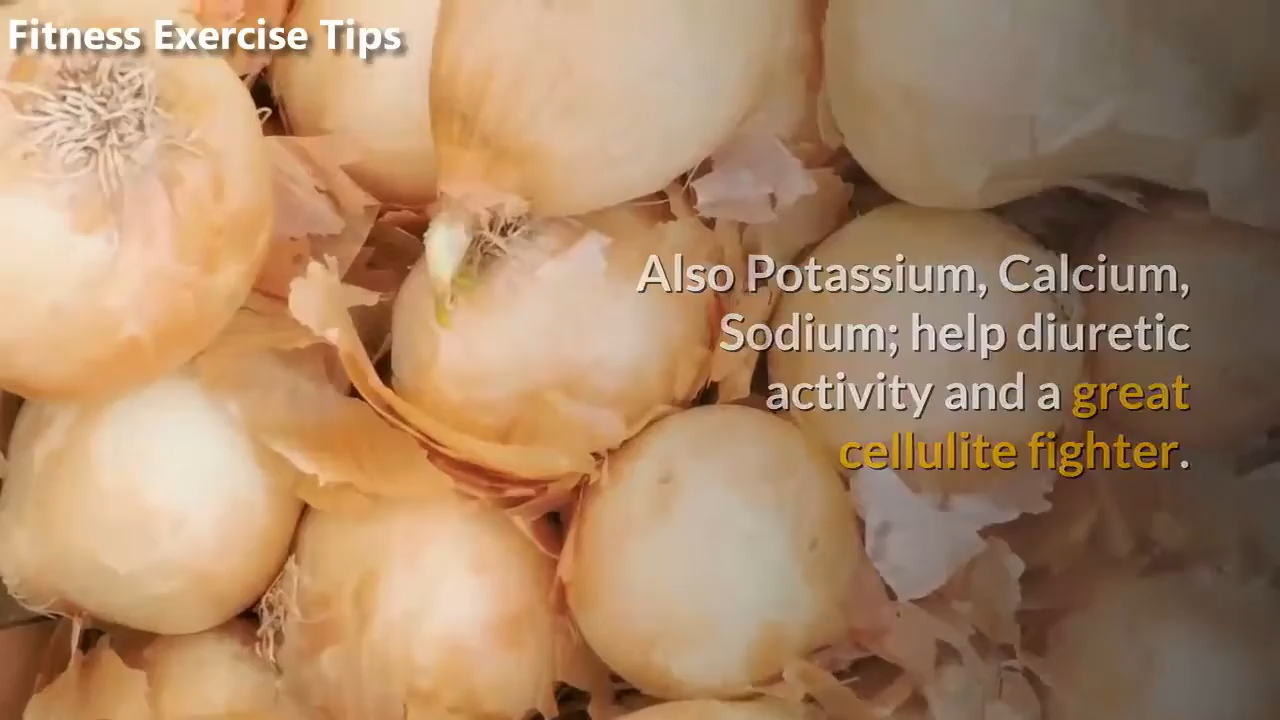 Fitness Exercise Tips
Also Potassium, Calcium,
Sodium; help diuretic
activity and a great
cellulite fighter.